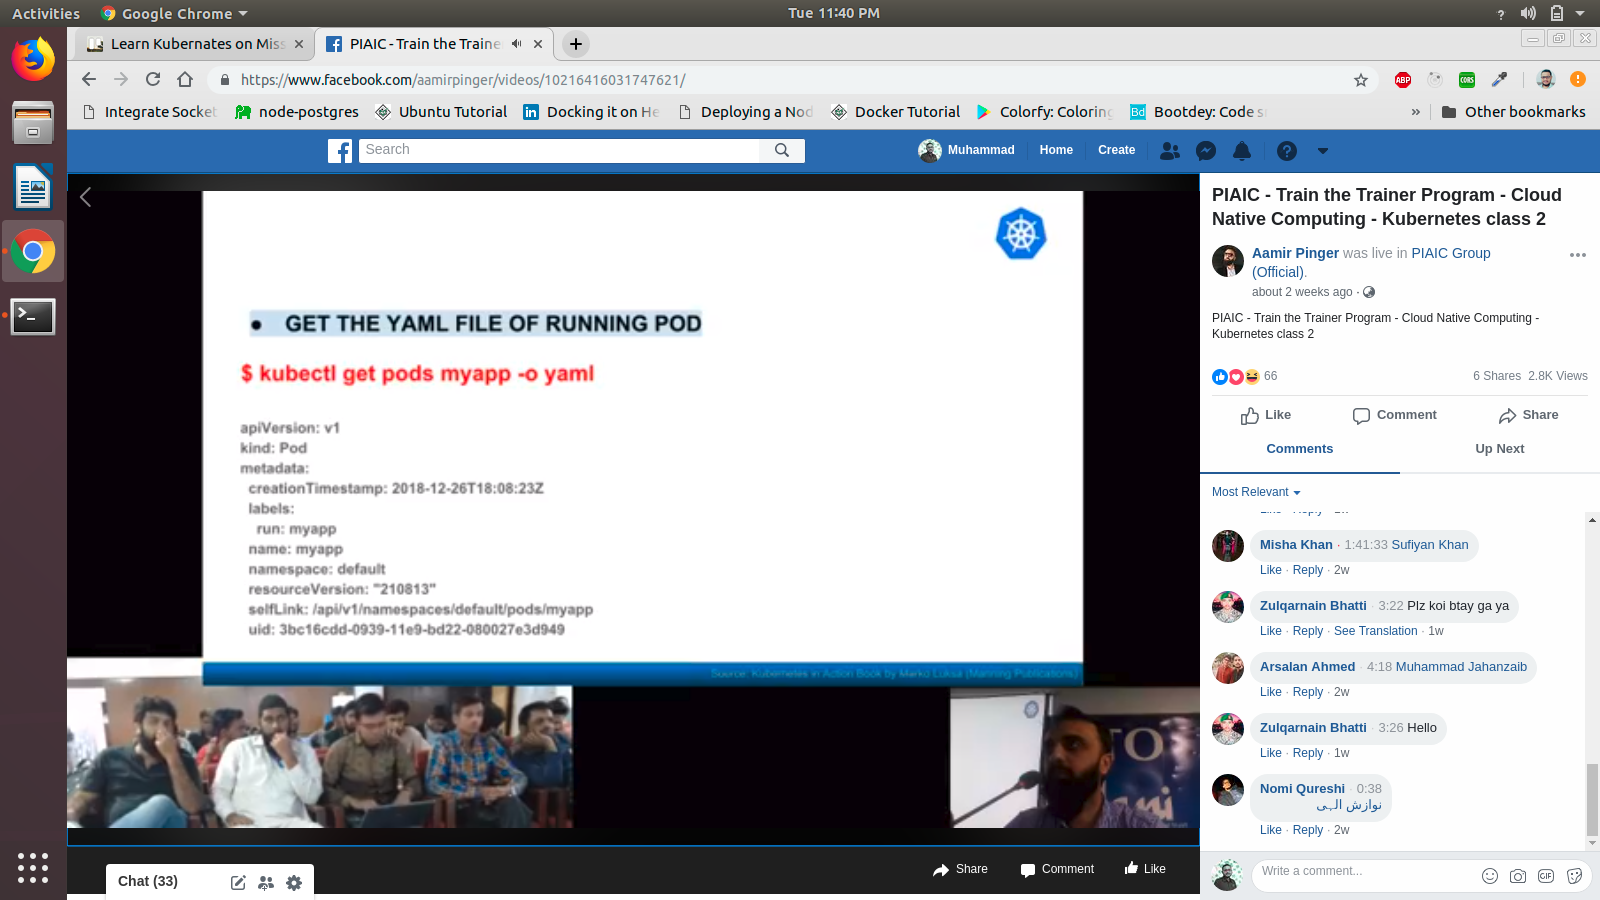 Activities
Google Chrome
Tue 11:40 PM
Learn Kubernates on Miss
PIAIC - Train the Traine
https://www.facebook.com/aamirpinger/videos/10216416031747621/
ABP
CORS
Integrate Socket
node-postgres
Ubuntu Tutorial
Docking it on He
Deploying a Nod
Docker Tutorial
Colorfy: Coloring
Bootdey: Code s
»
Other bookmarks
Search
Muhammad
Home
Create
● GET THE YAML FILE OF RUNNING POD
$ kubectl get pods myapp -o yaml
apiVersion: v1
kind: Pod
metadata:
creationTimestamp: 2018-12-26T18:08:23Z
labels:
run: myapp
name: myapp
namespace: default
resourceVersion: "210813"
selfLink: /api/v1/namespaces/default/pods/myapp
uid: 3bc16cdd-0939-11e9-bd22-080027e3d949
Source: Kubernetes in Action Book by Marko Luksa (Manning Publications)
TO
Share
Comment
Like
Chat (33)
PIAIC - Train the Trainer Program - Cloud
Native Computing - Kubernetes class 2
Aamir Pinger was live in PIAIC Group
(Official).
about 2 weeks ago ·
PIAIC - Train the Trainer Program - Cloud Native Computing -
Kubernetes class 2
66
6 Shares 2.8K Views
Like
Comment
Share
Comments
Up Next
Most Relevant
Misha Khan · 1:41:33 Sufiyan Khan
Like · Reply · 2w
Zulqarnain Bhatti · 3:22 Plz koi btay ga ya
Like · Reply · See Translation · 1w
Arsalan Ahmed · 4:18 Muhammad Jahanzaib
Like · Reply · 2w
Zulqarnain Bhatti · 3:26 Hello
Like · Reply · 1w
Nomi Qureshi · 0:38
نوازش الہی
Like · Reply · 2w
Write a comment...
GIF